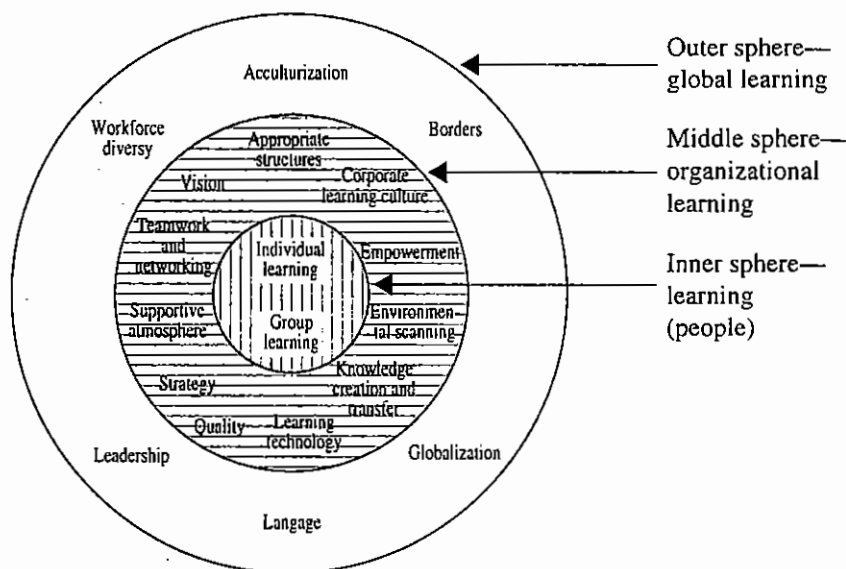 Acculturization
Workforce
diversy
Borders
Appropriate
structures
Vision
Corporate
learning culture
Teamwork
and
networking
Individual
learning
Empowerment
Supportive
atmosphere
Group
learning
Environmen-
tal scanning
Strategy
Knowledge
creation and
transfer
Quality
Learning
technology
Leadership
Globalization
Langage
Outer sphere—
global learning
Middle sphere—
organizational
learning
Inner sphere—
learning
(people)